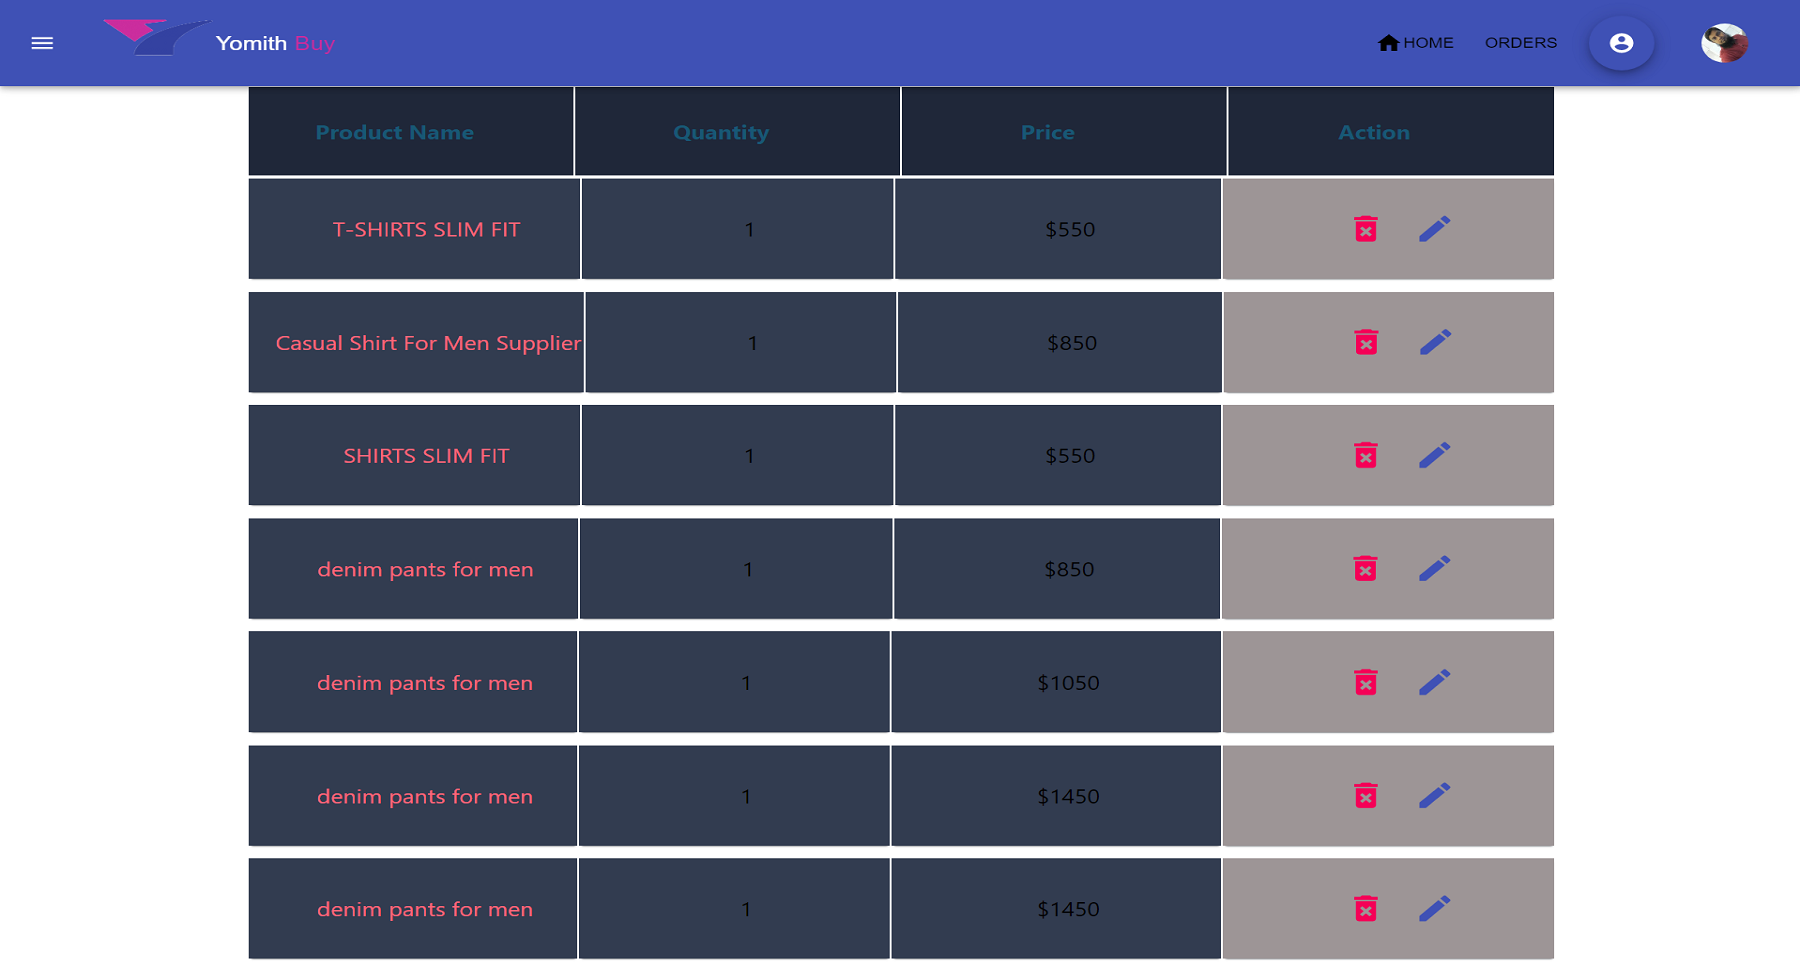 Yomith Buy HOME ORDERS
Product Name Quantity Price Action
T-SHIRTS SLIM FIT 1 $550
Casual Shirt For Men Supplier 1 $850
SHIRTS SLIM FIT 1 $550
denim pants for men 1 $850
denim pants for men 1 $1050
denim pants for men 1 $1450
denim pants for men 1 $1450